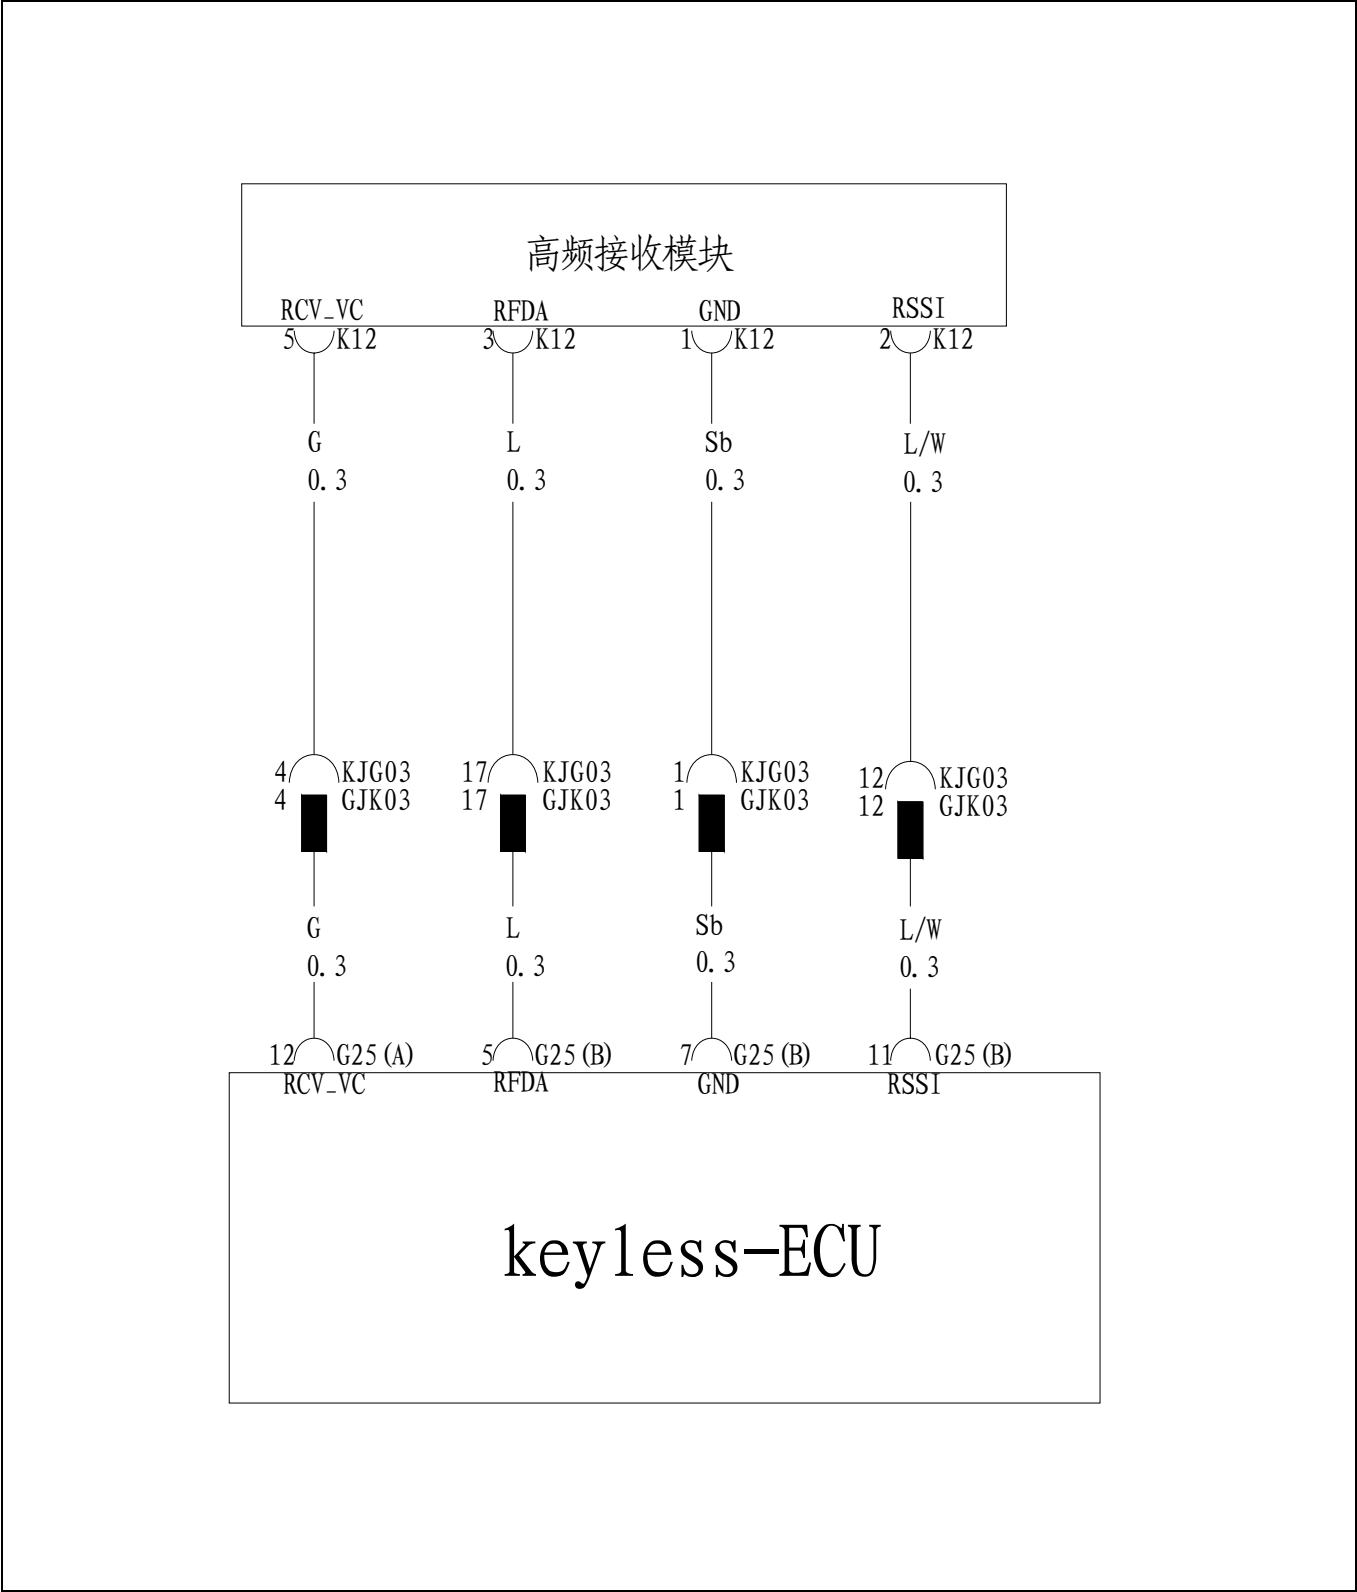 高频接收模块
RCV_VC RFDA GND RSSI
5 K12 3 K12 1 K12 2 K12
G L Sb L/W
0.3 0.3 0.3 0.3
4 KJG03 17 KJG03 1 KJG03 12 KJG03
4 GJK03 17 GJK03 1 GJK03 12 GJK03
G L Sb L/W
0.3 0.3 0.3 0.3
12 G25(A) 5 G25(B) 7 G25(B) 11 G25(B)
RCV_VC RFDA GND RSSI
keyless-ECU